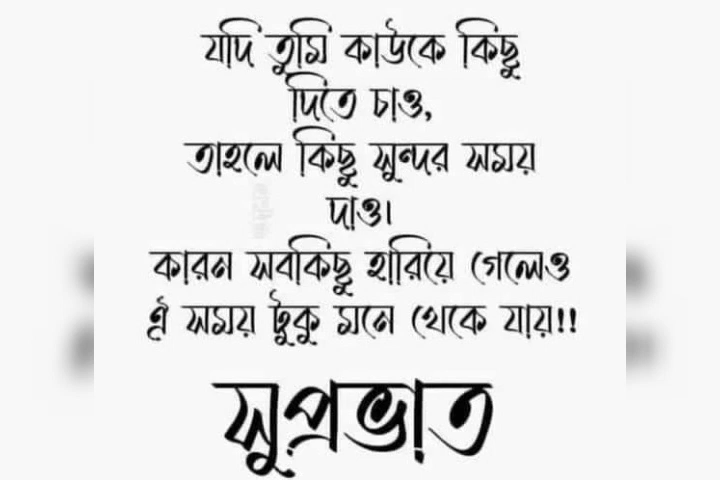 যদি তুমি কাউকে কিছু
দিতে চাও,
তাহলে কিছু সুন্দর সময়
দাও।
কারন সবকিছু হারিয়ে গেলেও
ঐ সময় টুকু মনে থেকে যায়!!
সুপ্রভাত